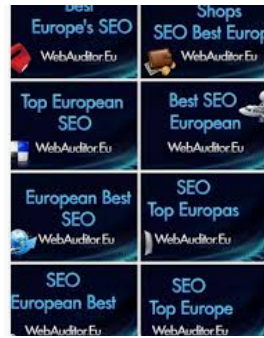 Best
Europe's SEO
WebAuditor.Eu
Shops
SEO Best Europ
WebAuditor.Eu
Top European
SEO
WebAuditor.Eu
Best SEO
European
WebAuditor.Eu
European Best
SEO
WebAuditor.Eu
SEO
Top Europas
WebAuditor.Eu
SEO
European Best
WebAuditor.Eu
SEO
Top Europe
WebAuditor.Eu